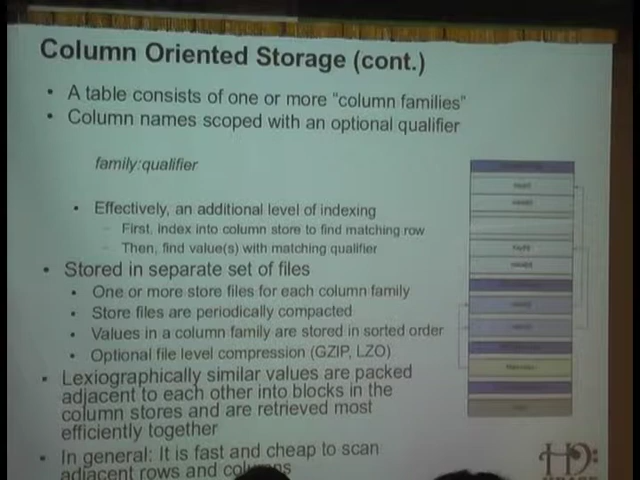 Column Oriented Storage (cont.)
• A table consists of one or more "column families"
• Column names scoped with an optional qualifier
family:qualifier
• Effectively, an additional level of indexing
– First, index into column store to find matching row
– Then, find value(s) with matching qualifier
• Stored in separate set of files
• One or more store files for each column family
• Store files are periodically compacted
• Values in a column family are stored in sorted order
• Optional file level compression (GZIP, LZO)
• Lexiographically similar values are packed
adjacent to each other into blocks in the
column stores and are retrieved most
efficiently together
• In general: It is fast and cheap to scan
adjacent rows and columns